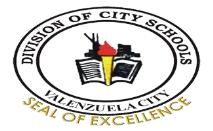 DIVISION OF CITY SCHOOLS
VALENZUELA CITY
SEAL OF EXCELLENCE